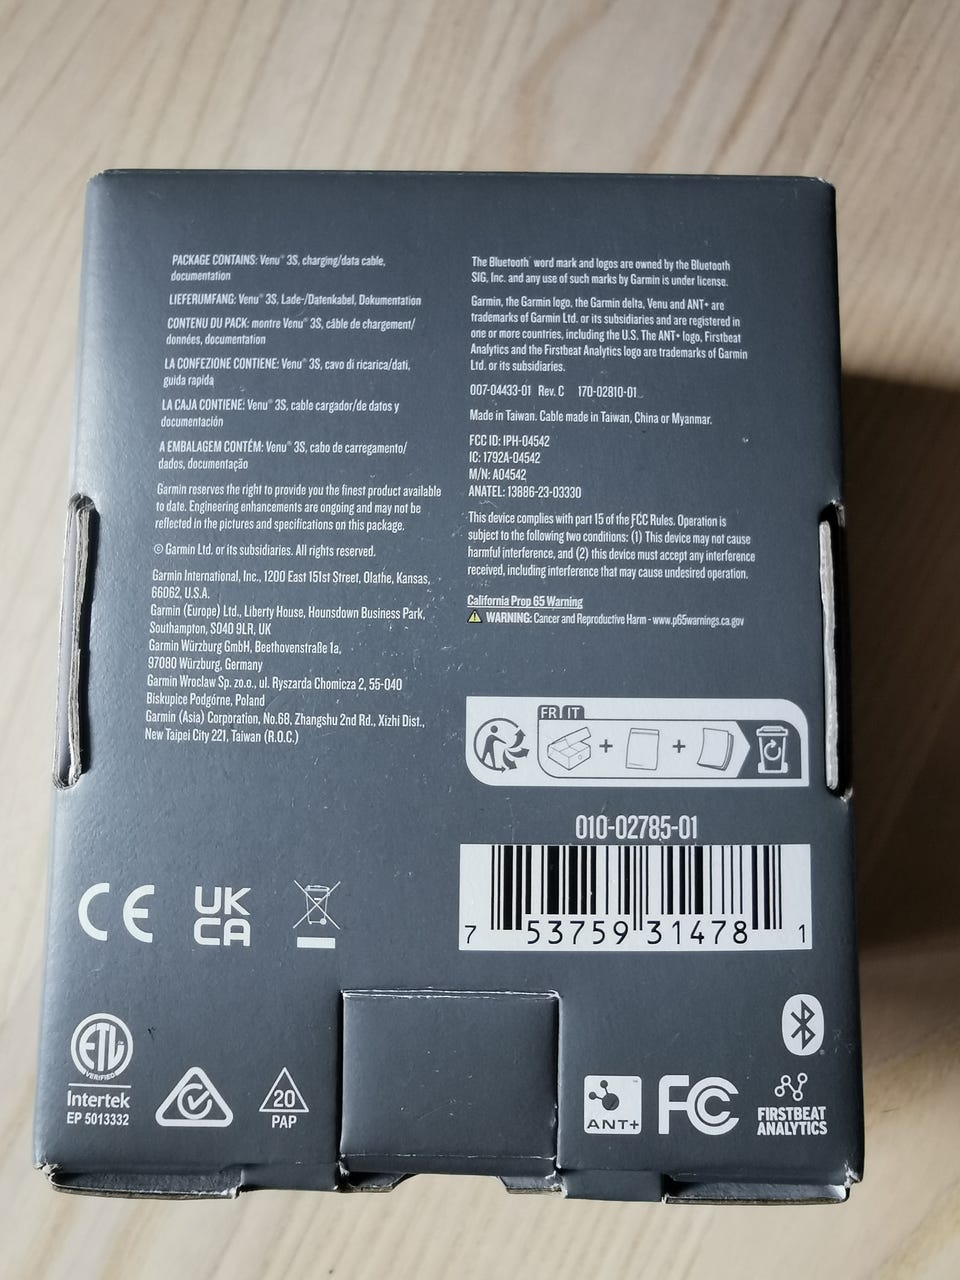 PACKAGE CONTAINS: Venu® 3S, charging/data cable,
documentation
LIEFERUMFANG: Venu® 3S, Lade-/Datenkabel, Dokumentation
CONTENU DU PACK: montre Venu® 3S, câble de chargement/
données, documentation
LA CONFEZIONE CONTIENE: Venu® 3S, cavo di ricarica/dati,
guida rapida
LA CAJA CONTIENE: Venu® 3S, cable cargador/de datos y
documentación
A EMBALAGEM CONTÉM: Venu® 3S, cabo de carregamento/
dados, documentação
Garmin reserves the right to provide you the finest product available
to date. Engineering enhancements are ongoing and may not be
reflected in the pictures and specifications on this package.
© Garmin Ltd. or its subsidiaries. All rights reserved.
Garmin International, Inc., 1200 East 151st Street, Olathe, Kansas,
66062, U.S.A.
Garmin (Europe) Ltd., Liberty House, Hounsdown Business Park,
Southampton, SO40 9LR, UK
Garmin Würzburg GmbH, Beethovenstraße 1a,
97080 Würzburg, Germany
Garmin Wroclaw Sp. zo.o., ul. Ryszarda Chomicza 2, 55-040
Biskupice Podgórne, Poland
Garmin (Asia) Corporation, No.68, Zhangshu 2nd Rd., Xizhi Dist.,
New Taipei City 221, Taiwan (R.O.C.)
The Bluetooth® word mark and logos are owned by the Bluetooth
SIG, Inc. and any use of such marks by Garmin is under license.
Garmin, the Garmin logo, the Garmin delta, Venu and ANT+ are
trademarks of Garmin Ltd. or its subsidiaries and are registered in
one or more countries, including the U.S. The ANT+ logo, Firstbeat
Analytics and the Firstbeat Analytics logo are trademarks of Garmin
Ltd. or its subsidiaries.
007-04433-01 Rev. C 170-02810-01
Made in Taiwan. Cable made in Taiwan, China or Myanmar.
FCC ID: IPH-04542
IC: 1792A-04542
M/N: A04542
ANATEL: 13886-23-03330
This device complies with part 15 of the FCC Rules. Operation is
subject to the following two conditions: (1) This device may not cause
harmful interference, and (2) this device must accept any interference
received, including interference that may cause undesired operation.
California Prop 65 Warning
WARNING: Cancer and Reproductive Harm - www.p65warnings.ca.gov
FR IT
010-02785-01
7 53759 31478 1
CE
UK
CA
ETL
VERIFIED
Intertek
EP 5013332
20
PAP
ANT+
FC
FIRSTBEAT
ANALYTICS